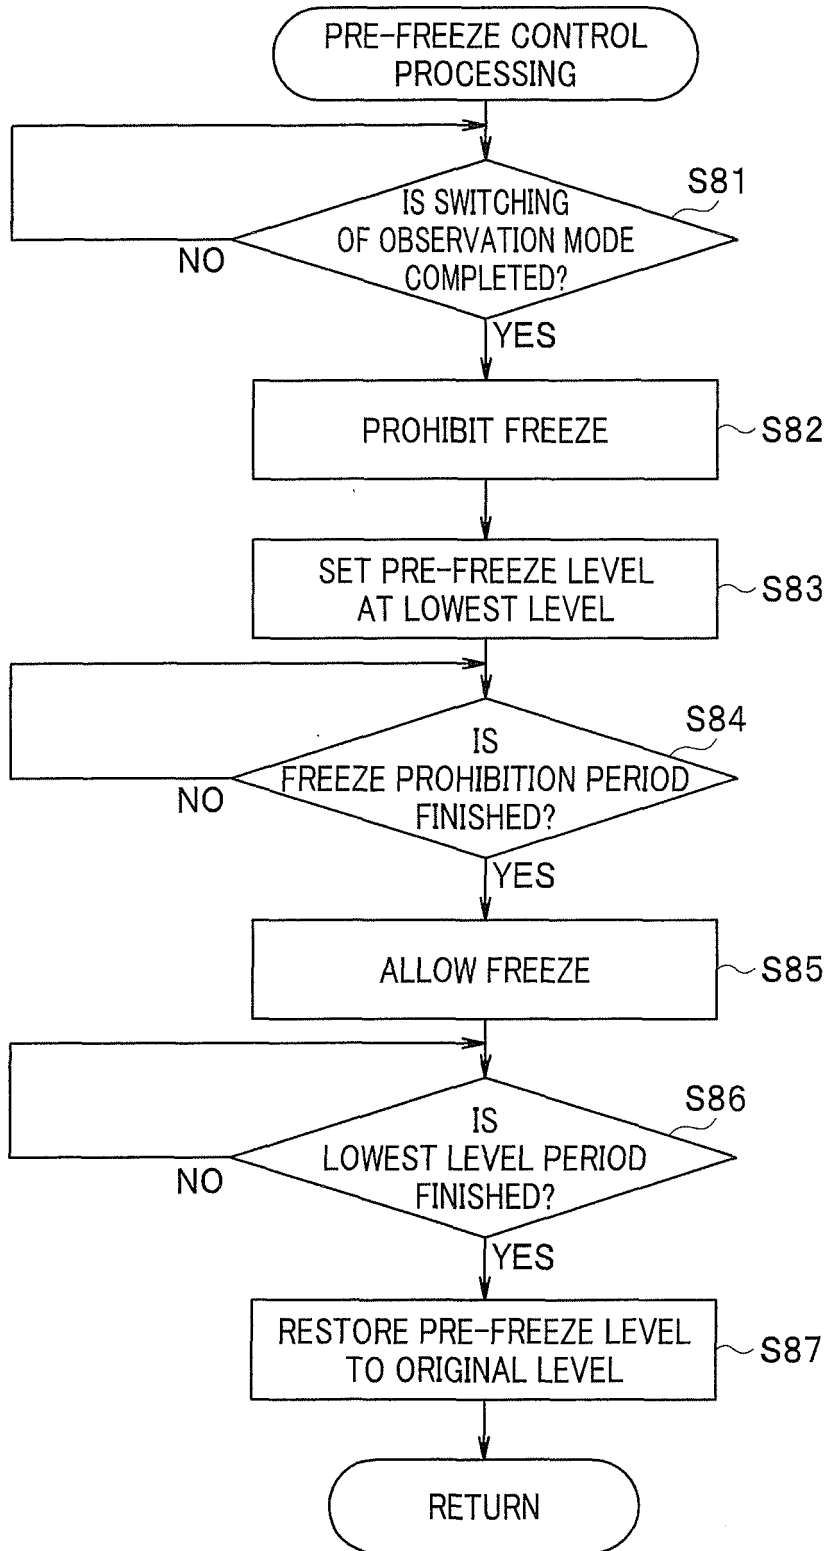 PRE-FREEZE CONTROL
PROCESSING
S81
IS SWITCHING
OF OBSERVATION MODE
COMPLETED?
NO
YES
PROHIBIT FREEZE
S82
SET PRE-FREEZE LEVEL
AT LOWEST LEVEL
S83
S84
IS
FREEZE PROHIBITION PERIOD
FINISHED?
NO
YES
ALLOW FREEZE
S85
S86
IS
LOWEST LEVEL PERIOD
FINISHED?
NO
YES
RESTORE PRE-FREEZE LEVEL
TO ORIGINAL LEVEL
S87
RETURN